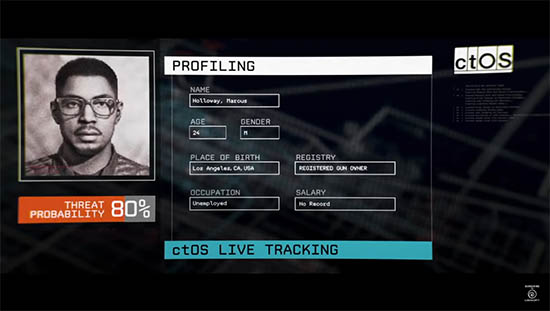 PROFILING
ctOS
NAME
Holloway, Marcus
AGE
GENDER
24
M
PLACE OF BIRTH
REGISTRY
Los Angeles,CA,USA
REGISTERED GUN OWNER
OCCUPATION
SALARY
Unemployed
No Record
THREAT
PROBABILITY
80%
ctOS LIVE TRACKING
UBISOFT